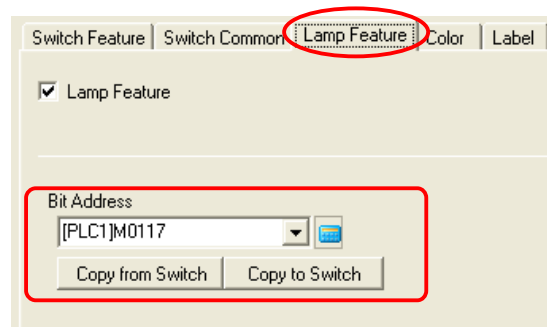 Switch Feature Switch Common Lamp Feature Color Label
Lamp Feature
Bit Address
[PLC1]M0117
Copy from Switch Copy to Switch